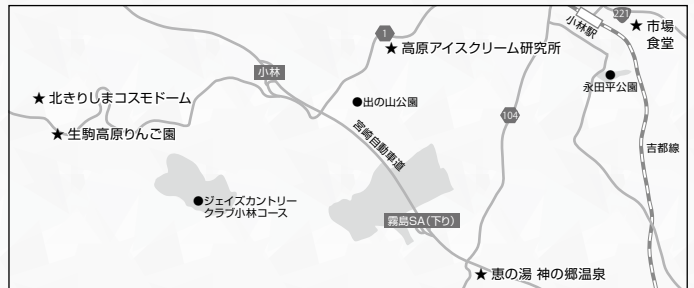 221
小林駅
★市場
食堂
1
★高原アイスクリーム研究所
小林
永田平公園
★北きりしまコスモドーム
●出の山公園
104
★生駒高原りんご園
宮崎自動車道
吉都線
●ジェイズカントリー
クラブ小林コース
霧島SA(下り)
★恵の湯 神の郷温泉